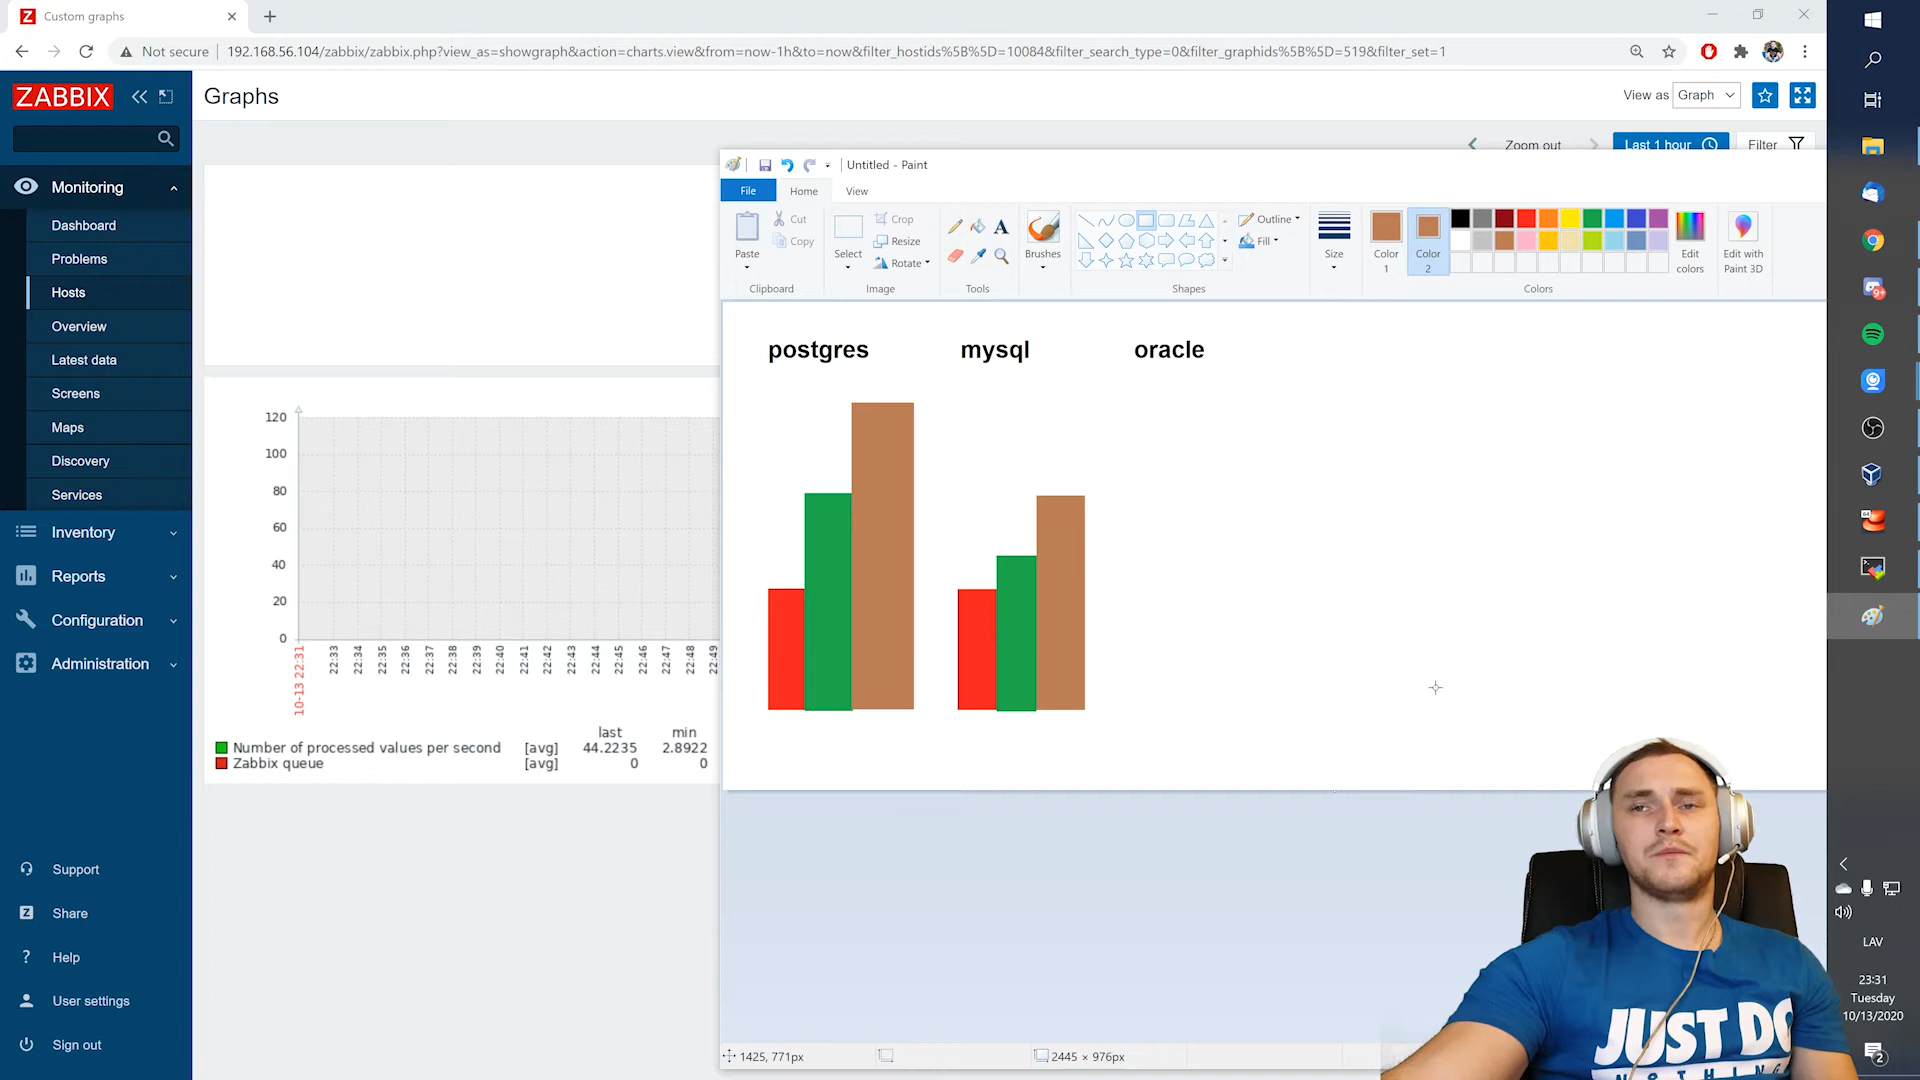 Custom graphs
Not secure
192.168.56.104/zabbix/zabbix.php?view_as=showgraph&action=charts.view&from=now-1h&to=now&filter_hostids%5B%5D=10084&filter_search_type=0&filter_graphids%5B%5D=519&filter_set=1
ZABBIX
Graphs
View as
Graph
Zoom out
Last 1 hour
Filter
Monitoring
Dashboard
Problems
Hosts
Overview
Latest data
Screens
Maps
Discovery
Services
Inventory
Reports
Configuration
Administration
Support
Share
Help
User settings
Sign out
120
100
80
60
40
20
0
10-13 22:31
22:33
22:34
22:35
22:36
22:37
22:38
22:39
22:40
22:41
22:42
22:43
22:44
22:45
22:46
22:47
22:48
22:49
last min
Number of processed values per second [avg] 44.2235 2.8922
Zabbix queue [avg] 0 0
Untitled - Paint
File Home View
Paste
Cut
Copy
Clipboard
Select
Crop
Resize
Rotate
Image
Tools
Brushes
Shapes
Outline
Fill
Size
Color 1
Color 2
Edit colors
Edit with Paint 3D
Colors
postgres mysql oracle
1425, 771px
2445 × 976px
JUST DO
NOTHING
9+
64
LAV
23:31
Tuesday
10/13/2020
2